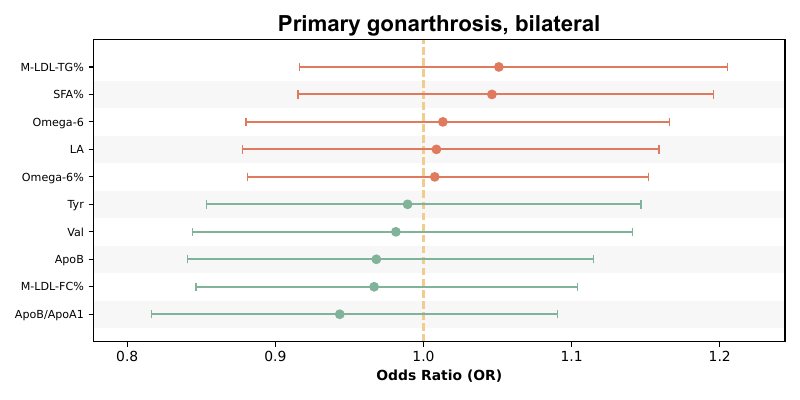 Primary gonarthrosis, bilateral
M-LDL-TG%
SFA%
Omega-6
LA
Omega-6%
Tyr
Val
ApoB
M-LDL-FC%
ApoB/ApoA1
0.8 0.9 1.0 1.1 1.2
Odds Ratio (OR)